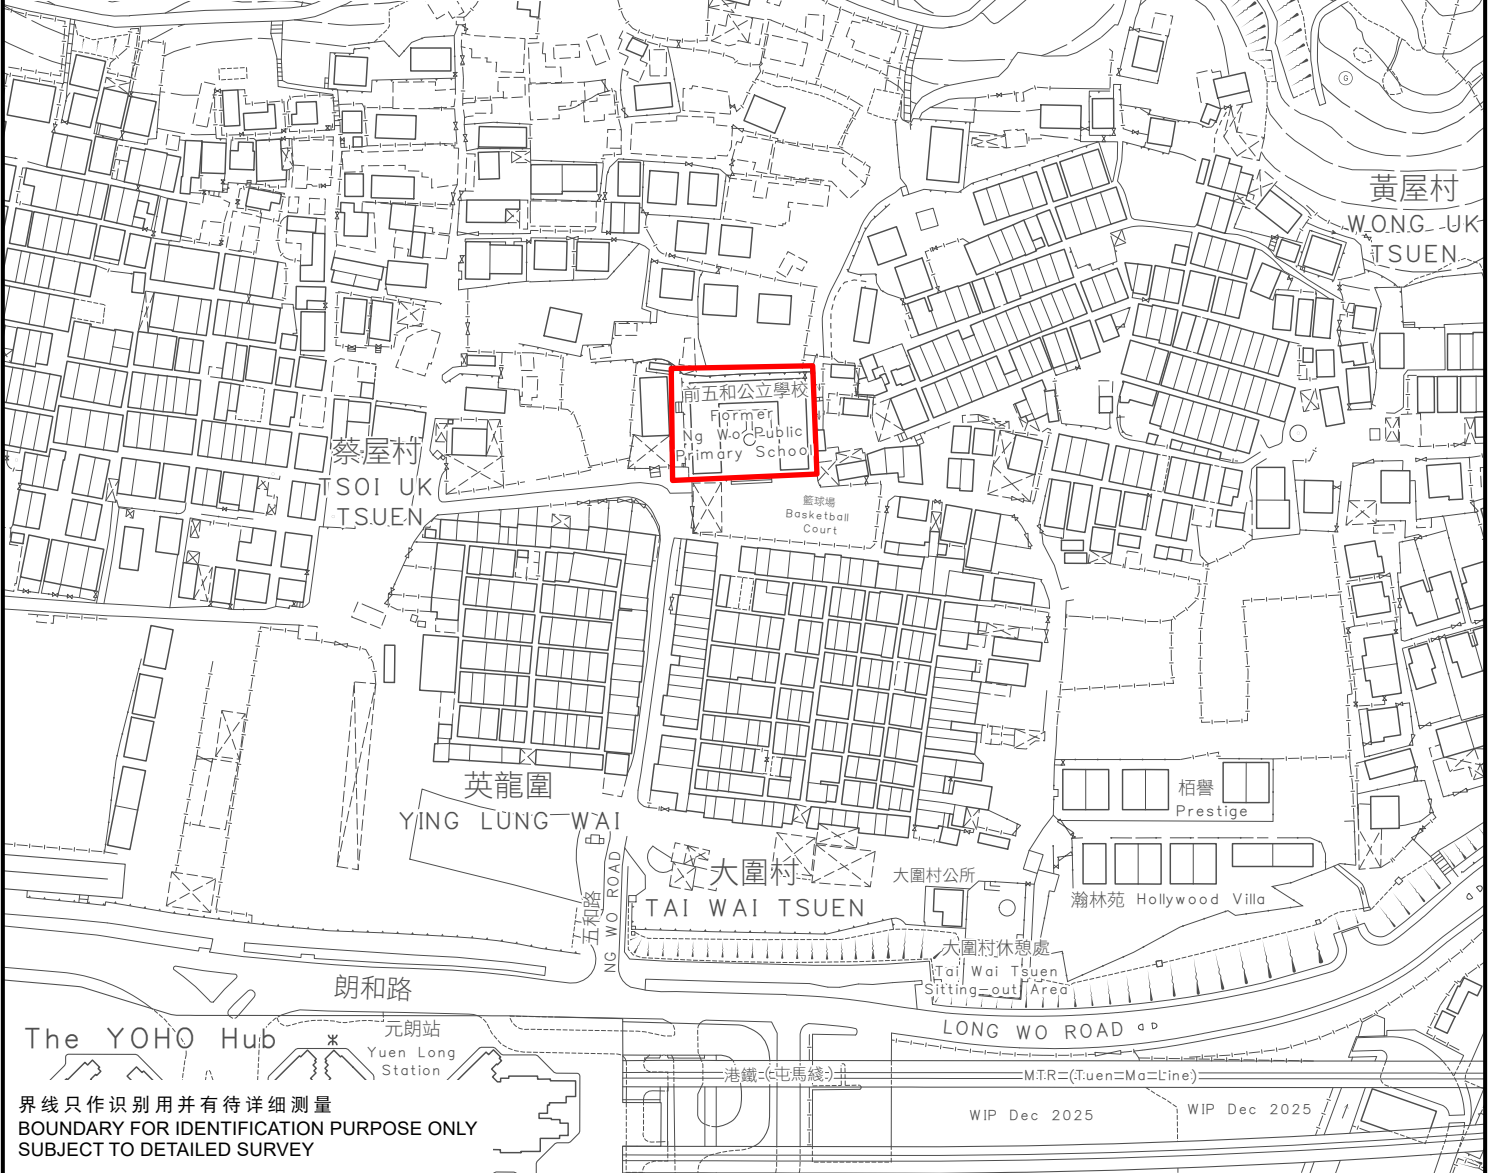 黃屋村
WONG UK
TSUEN
前五和公立學校
Former
Ng Wo Public
Primary School
蔡屋村
TSOI UK
TSUEN
籃球場
Basketball
Court
英龍圍
YING LUNG WAI
栢譽
Prestige
大圍村
TAI WAI TSUEN
大圍村公所
瀚林苑 Hollywood Villa
五和路
NG WO ROAD
大圍村休憩處
Tai Wai Tsuen
Sitting-out Area
朗和路
LONG WO ROAD
The YOHO Hub
元朗站
Yuen Long
Station
港鐵(屯馬綫)
MTR (Tuen Ma Line)
WIP Dec 2025
WIP Dec 2025
G
界线只作识别用并有待详细测量
BOUNDARY FOR IDENTIFICATION PURPOSE ONLY
SUBJECT TO DETAILED SURVEY